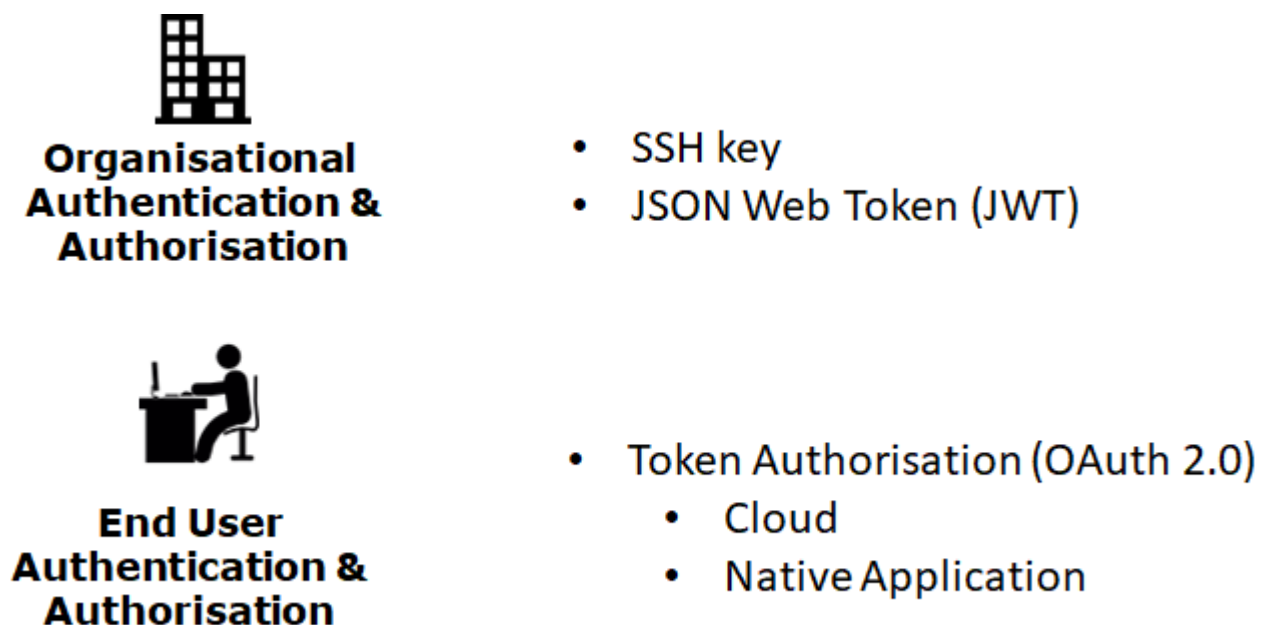 Organisational
Authentication &
Authorisation
• SSH key
• JSON Web Token (JWT)
End User
Authentication &
Authorisation
• Token Authorisation (OAuth 2.0)
• Cloud
• Native Application